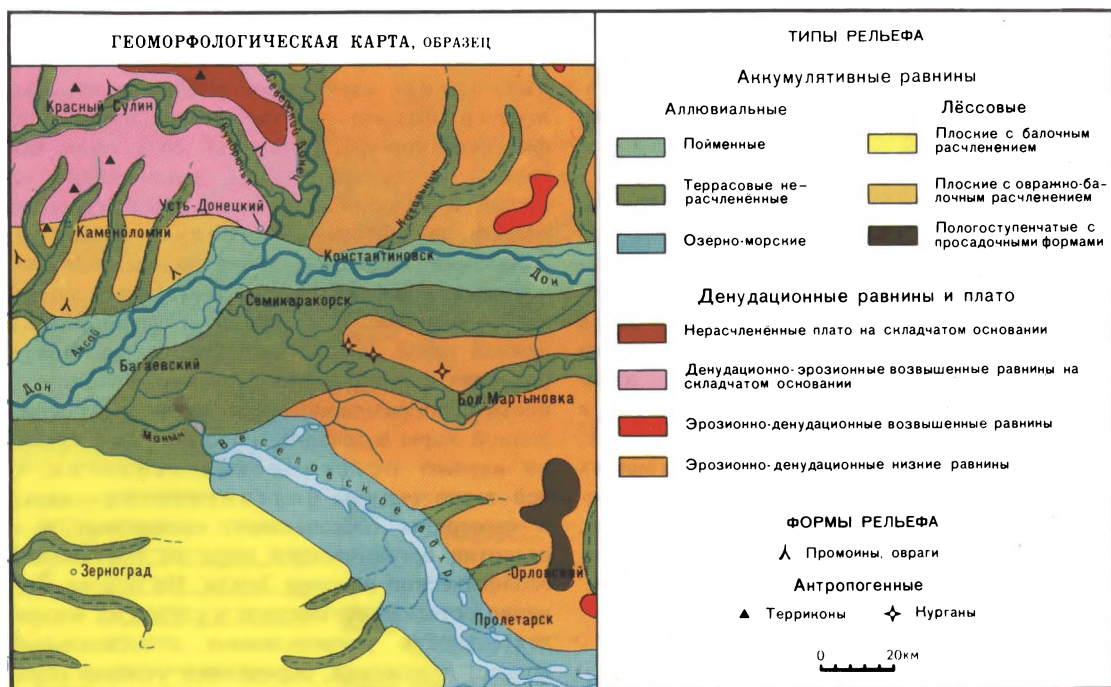 ГЕОМОРФОЛОГИЧЕСКАЯ КАРТА, ОБРАЗЕЦ
Красный Сулин
Северский Донец
Кундрючья
Усть-Донецкий
Кагальник
Каменоломни
Константиновск
Дон
Семикаракорск
Аксай
Багаевский
Дон
Бол. Мартыновка
Маныч
Веселовское вдхр.
Зерноград
Орловский
Пролетарск
ТИПЫ РЕЛЬЕФА
Аккумулятивные равнины
Аллювиальные
Пойменные
Террасовые не-
расчленённые
Озёрно-морские
Лёссовые
Плоские с балочным
расчленением
Плоские с овражно-ба-
лочным расчленением
Пологоступенчатые с
просадочными формами
Денудационные равнины и плато
Нерасчленённые плато на складчатом основании
Денудационно-эрозионные возвышенные равнины на
складчатом основании
Эрозионно-денудационные возвышенные равнины
Эрозионно-денудационные низние равнины
ФОРМЫ РЕЛЬЕФА
Промоины, овраги
Антропогенные
Терриконы
Курганы
0 20км